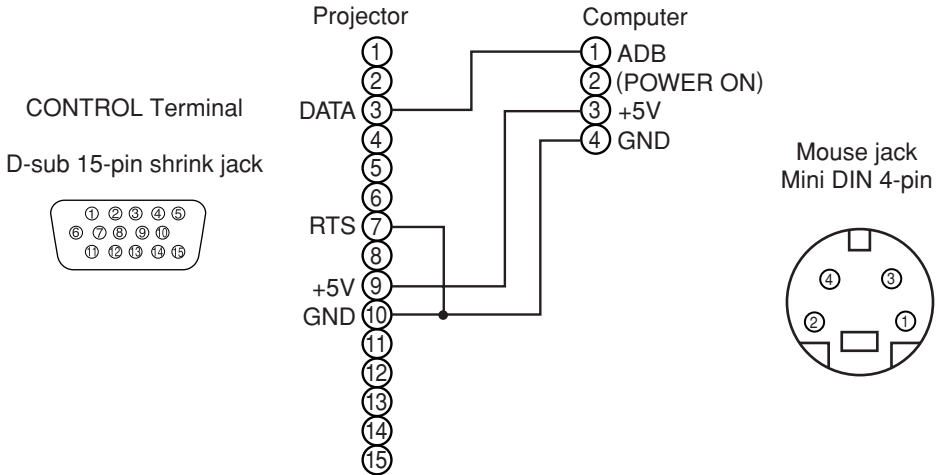 Projector
Computer
CONTROL Terminal
D-sub 15-pin shrink jack
① ② ③ ④ ⑤
⑥ ⑦ ⑧ ⑨ ⑩
⑪ ⑫ ⑬ ⑭ ⑮
1
2
DATA 3
4
5
6
RTS 7
8
+5V 9
GND 10
11
12
13
14
15
1 ADB
2 (POWER ON)
3 +5V
4 GND
Mouse jack
Mini DIN 4-pin
4 3
2 1